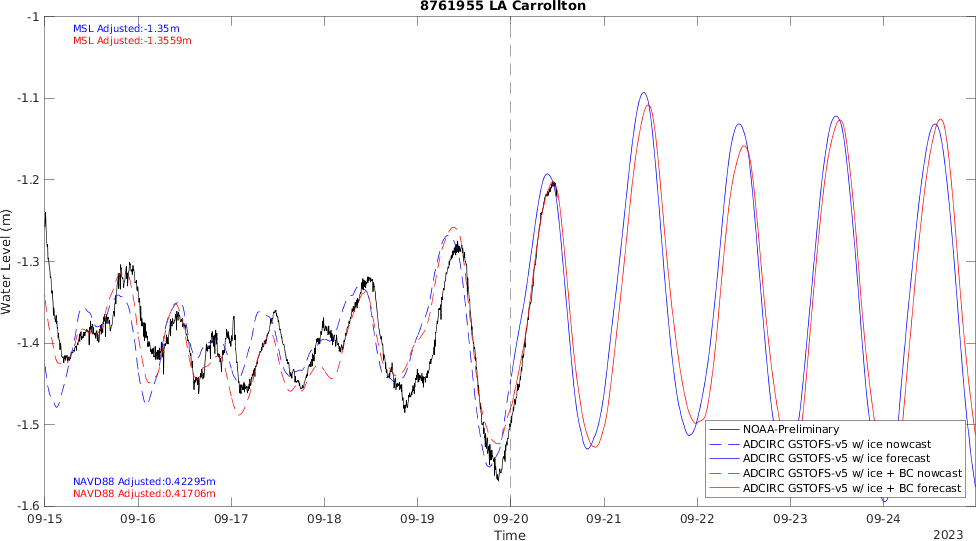 8761955 LA Carrollton
MSL Adjusted:-1.35m
MSL Adjusted:-1.3559m
-1
-1.1
-1.2
-1.3
-1.4
-1.5
-1.6
Water Level (m)
NAVD88 Adjusted:0.42295m
NAVD88 Adjusted:0.41706m
NOAA-Preliminary
ADCIRC GSTOFS-v5 w/ ice nowcast
ADCIRC GSTOFS-v5 w/ ice forecast
ADCIRC GSTOFS-v5 w/ ice + BC nowcast
ADCIRC GSTOFS-v5 w/ ice + BC forecast
09-15 09-16 09-17 09-18 09-19 09-20 09-21 09-22 09-23 09-24
Time
2023